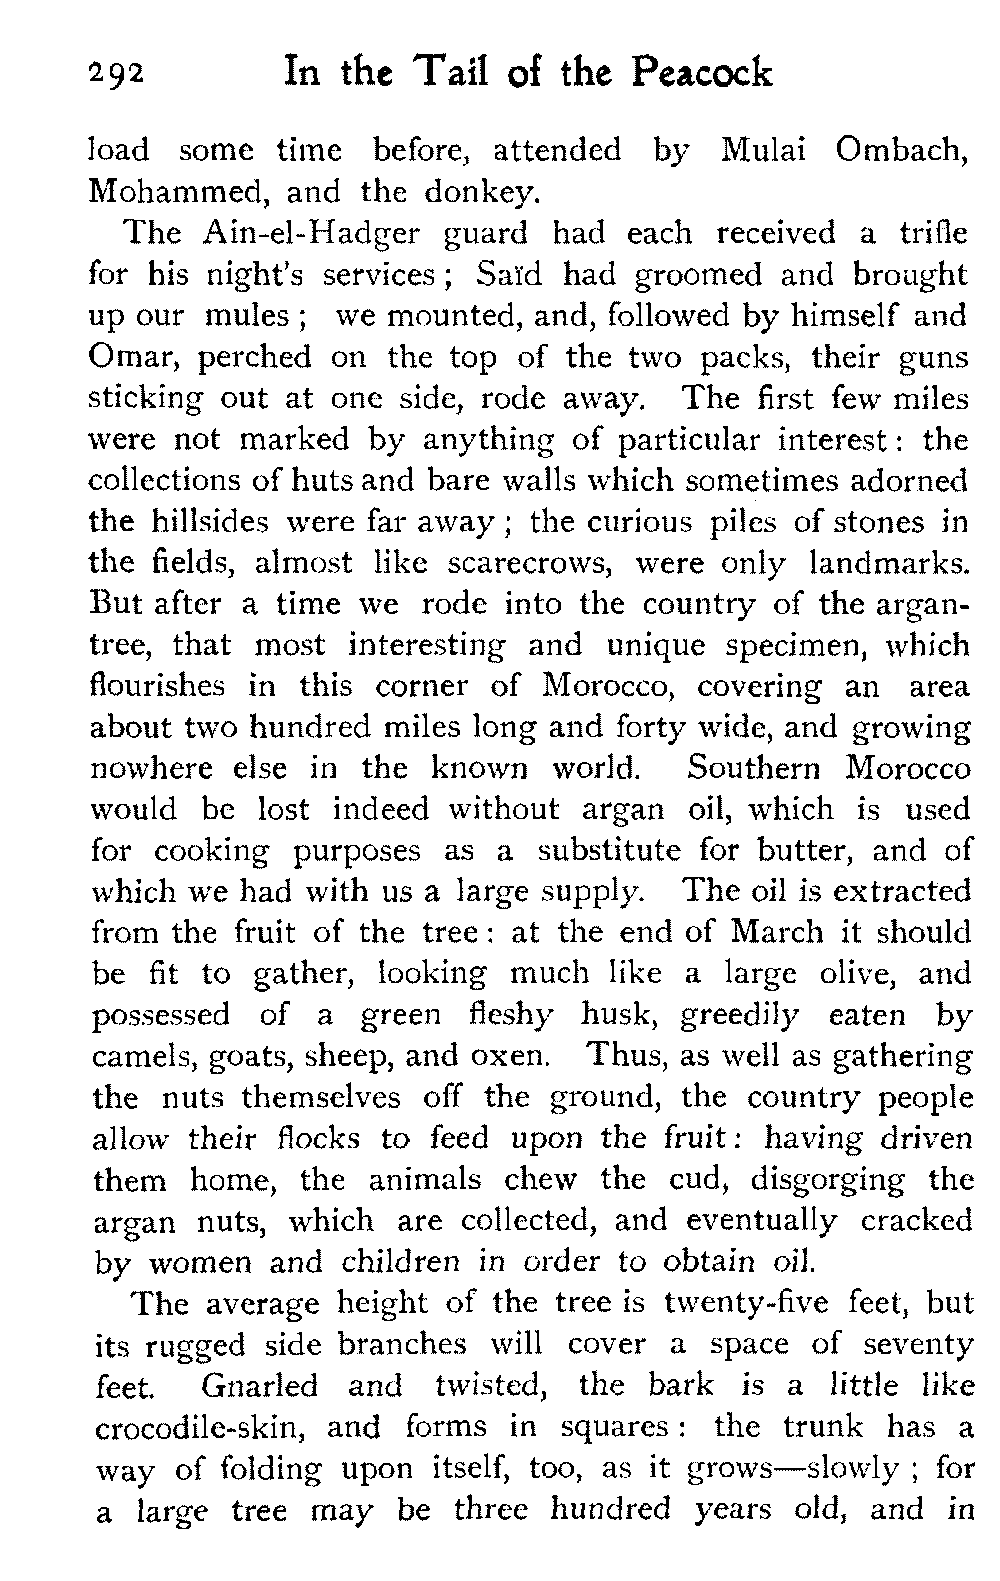 292 In the Tail of the Peacock
load some time before, attended by Mulai Ombach,
Mohammed, and the donkey.
The Ain-el-Hadger guard had each received a trifle
for his night's services ; Saïd had groomed and brought
up our mules ; we mounted, and, followed by himself and
Omar, perched on the top of the two packs, their guns
sticking out at one side, rode away. The first few miles
were not marked by anything of particular interest : the
collections of huts and bare walls which sometimes adorned
the hillsides were far away ; the curious piles of stones in
the fields, almost like scarecrows, were only landmarks.
But after a time we rode into the country of the argan-
tree, that most interesting and unique specimen, which
flourishes in this corner of Morocco, covering an area
about two hundred miles long and forty wide, and growing
nowhere else in the known world. Southern Morocco
would be lost indeed without argan oil, which is used
for cooking purposes as a substitute for butter, and of
which we had with us a large supply. The oil is extracted
from the fruit of the tree : at the end of March it should
be fit to gather, looking much like a large olive, and
possessed of a green fleshy husk, greedily eaten by
camels, goats, sheep, and oxen. Thus, as well as gathering
the nuts themselves off the ground, the country people
allow their flocks to feed upon the fruit : having driven
them home, the animals chew the cud, disgorging the
argan nuts, which are collected, and eventually cracked
by women and children in order to obtain oil.
The average height of the tree is twenty-five feet, but
its rugged side branches will cover a space of seventy
feet. Gnarled and twisted, the bark is a little like
crocodile-skin, and forms in squares : the trunk has a
way of folding upon itself, too, as it grows—slowly ; for
a large tree may be three hundred years old, and in